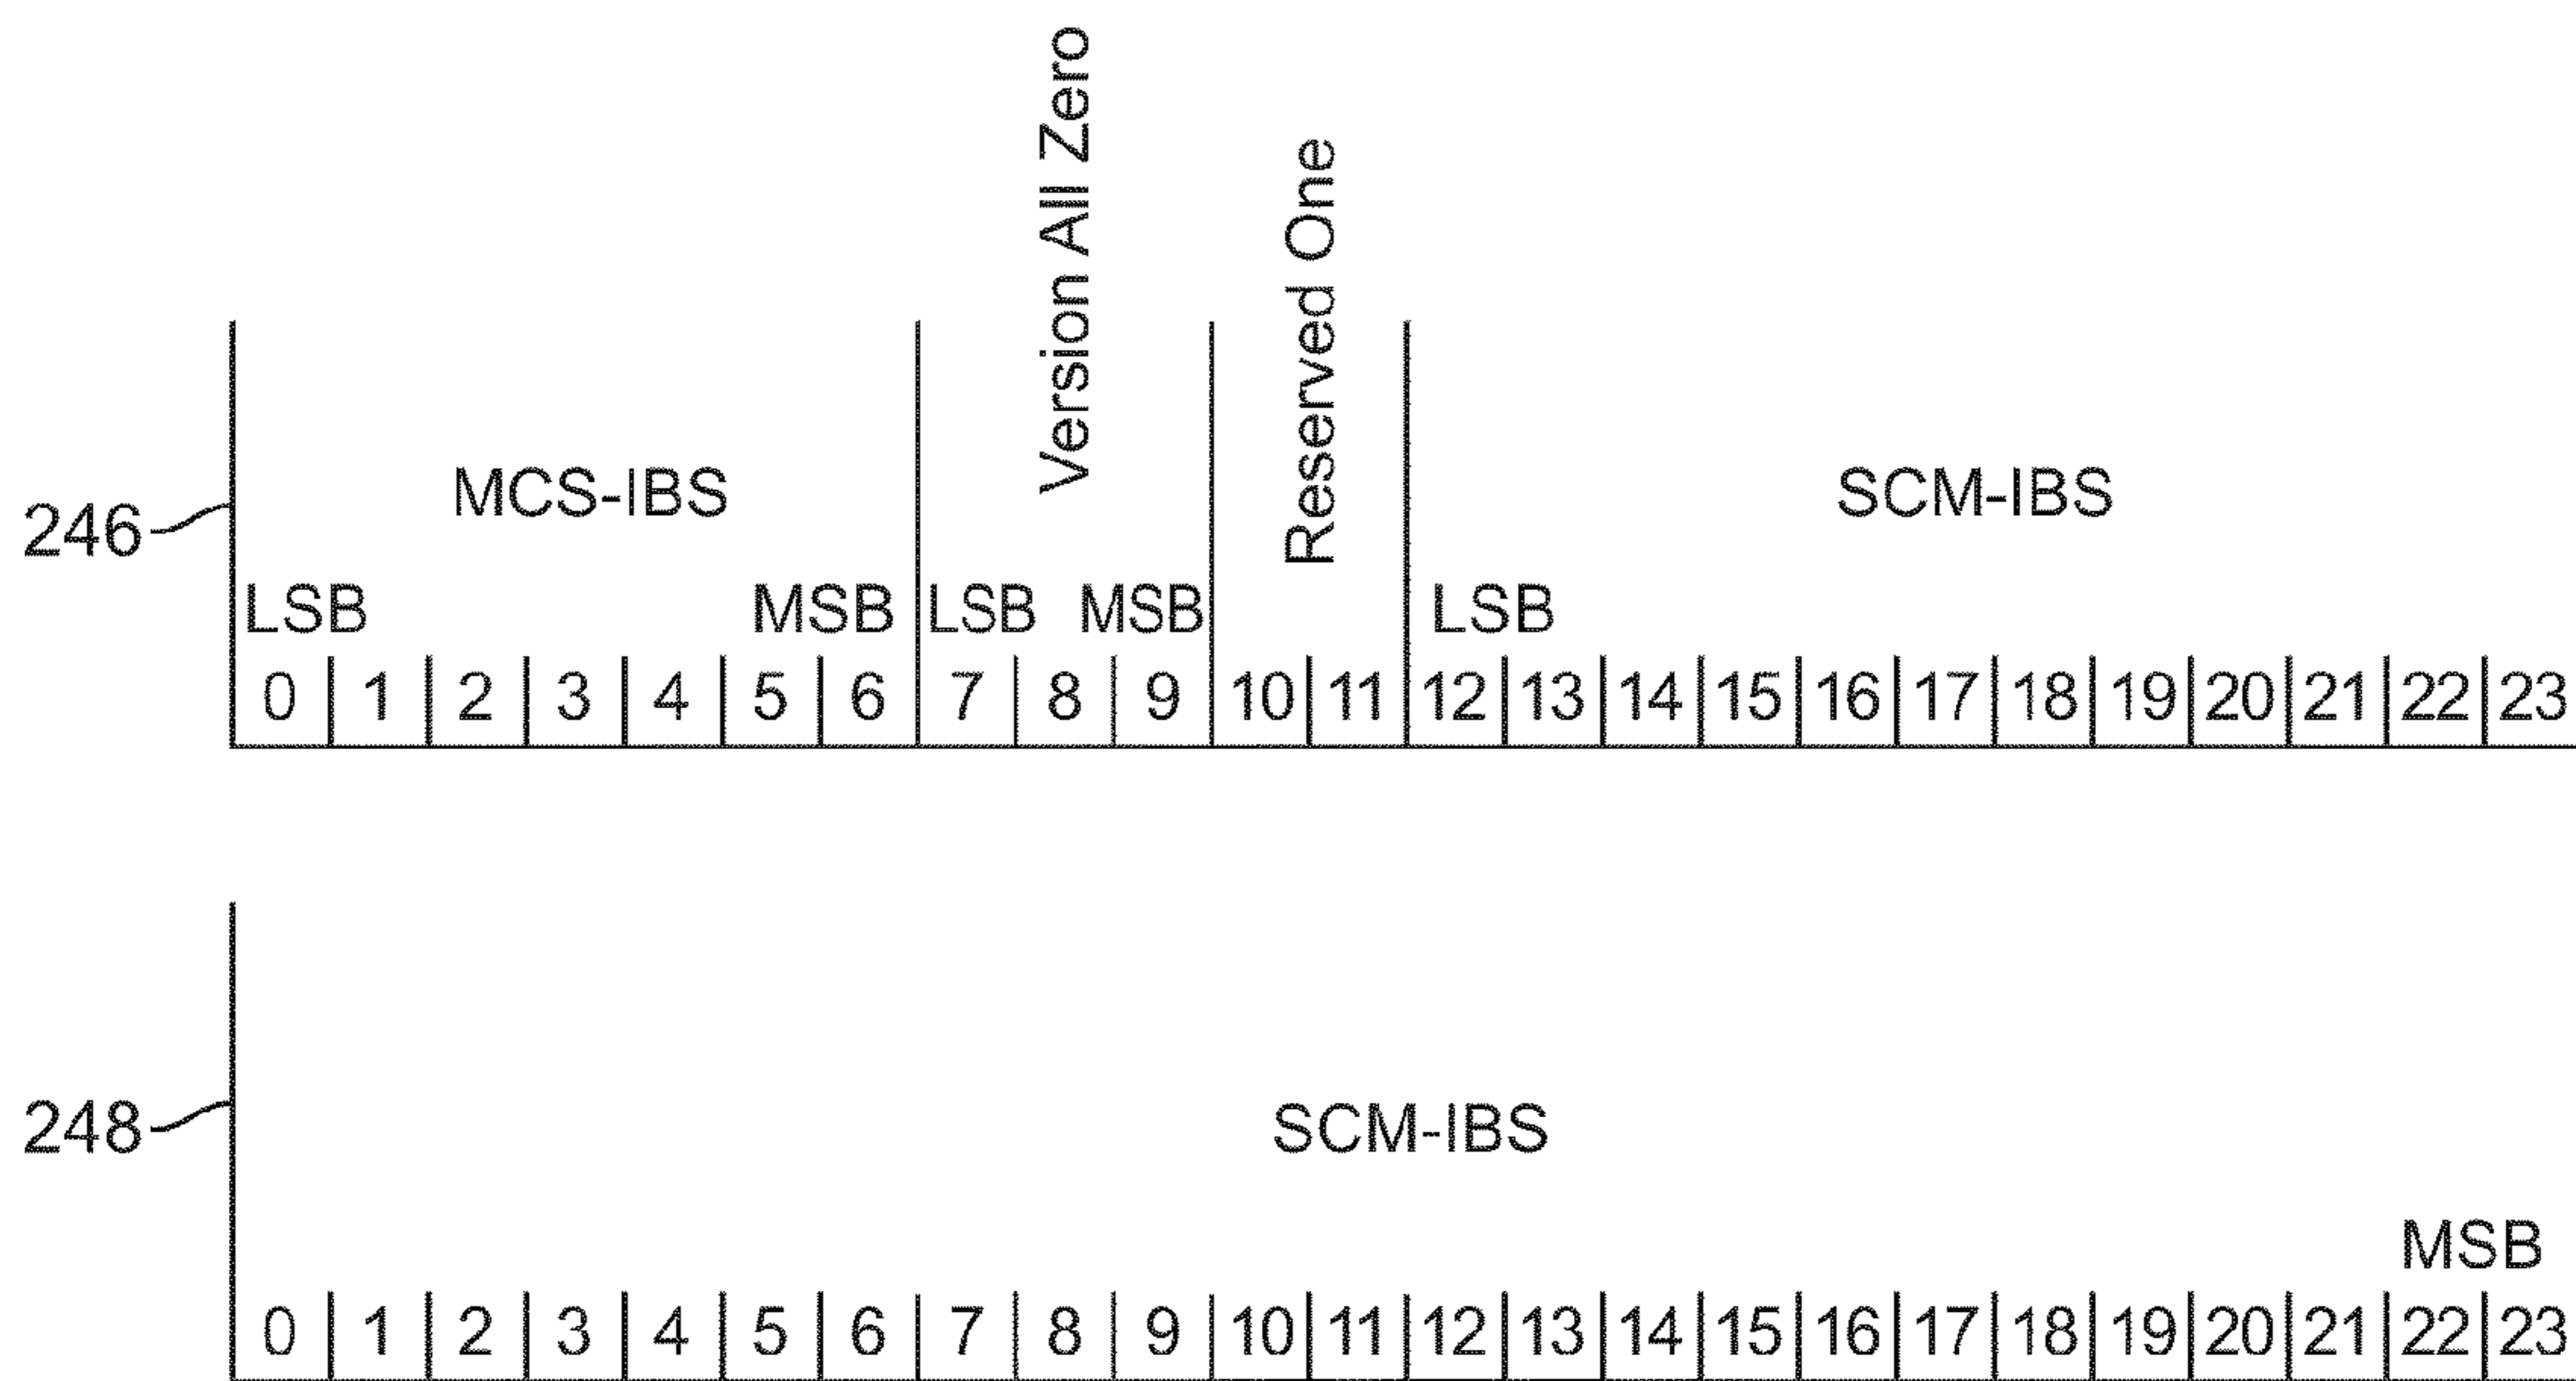 Version All Zero
Reserved One
246
MCS-IBS
SCM-IBS
LSB MSB LSB MSB LSB
0 1 2 3 4 5 6 7 8 9 10 11 12 13 14 15 16 17 18 19 20 21 22 23
248
SCM-IBS
MSB
0 1 2 3 4 5 6 7 8 9 10 11 12 13 14 15 16 17 18 19 20 21 22 23